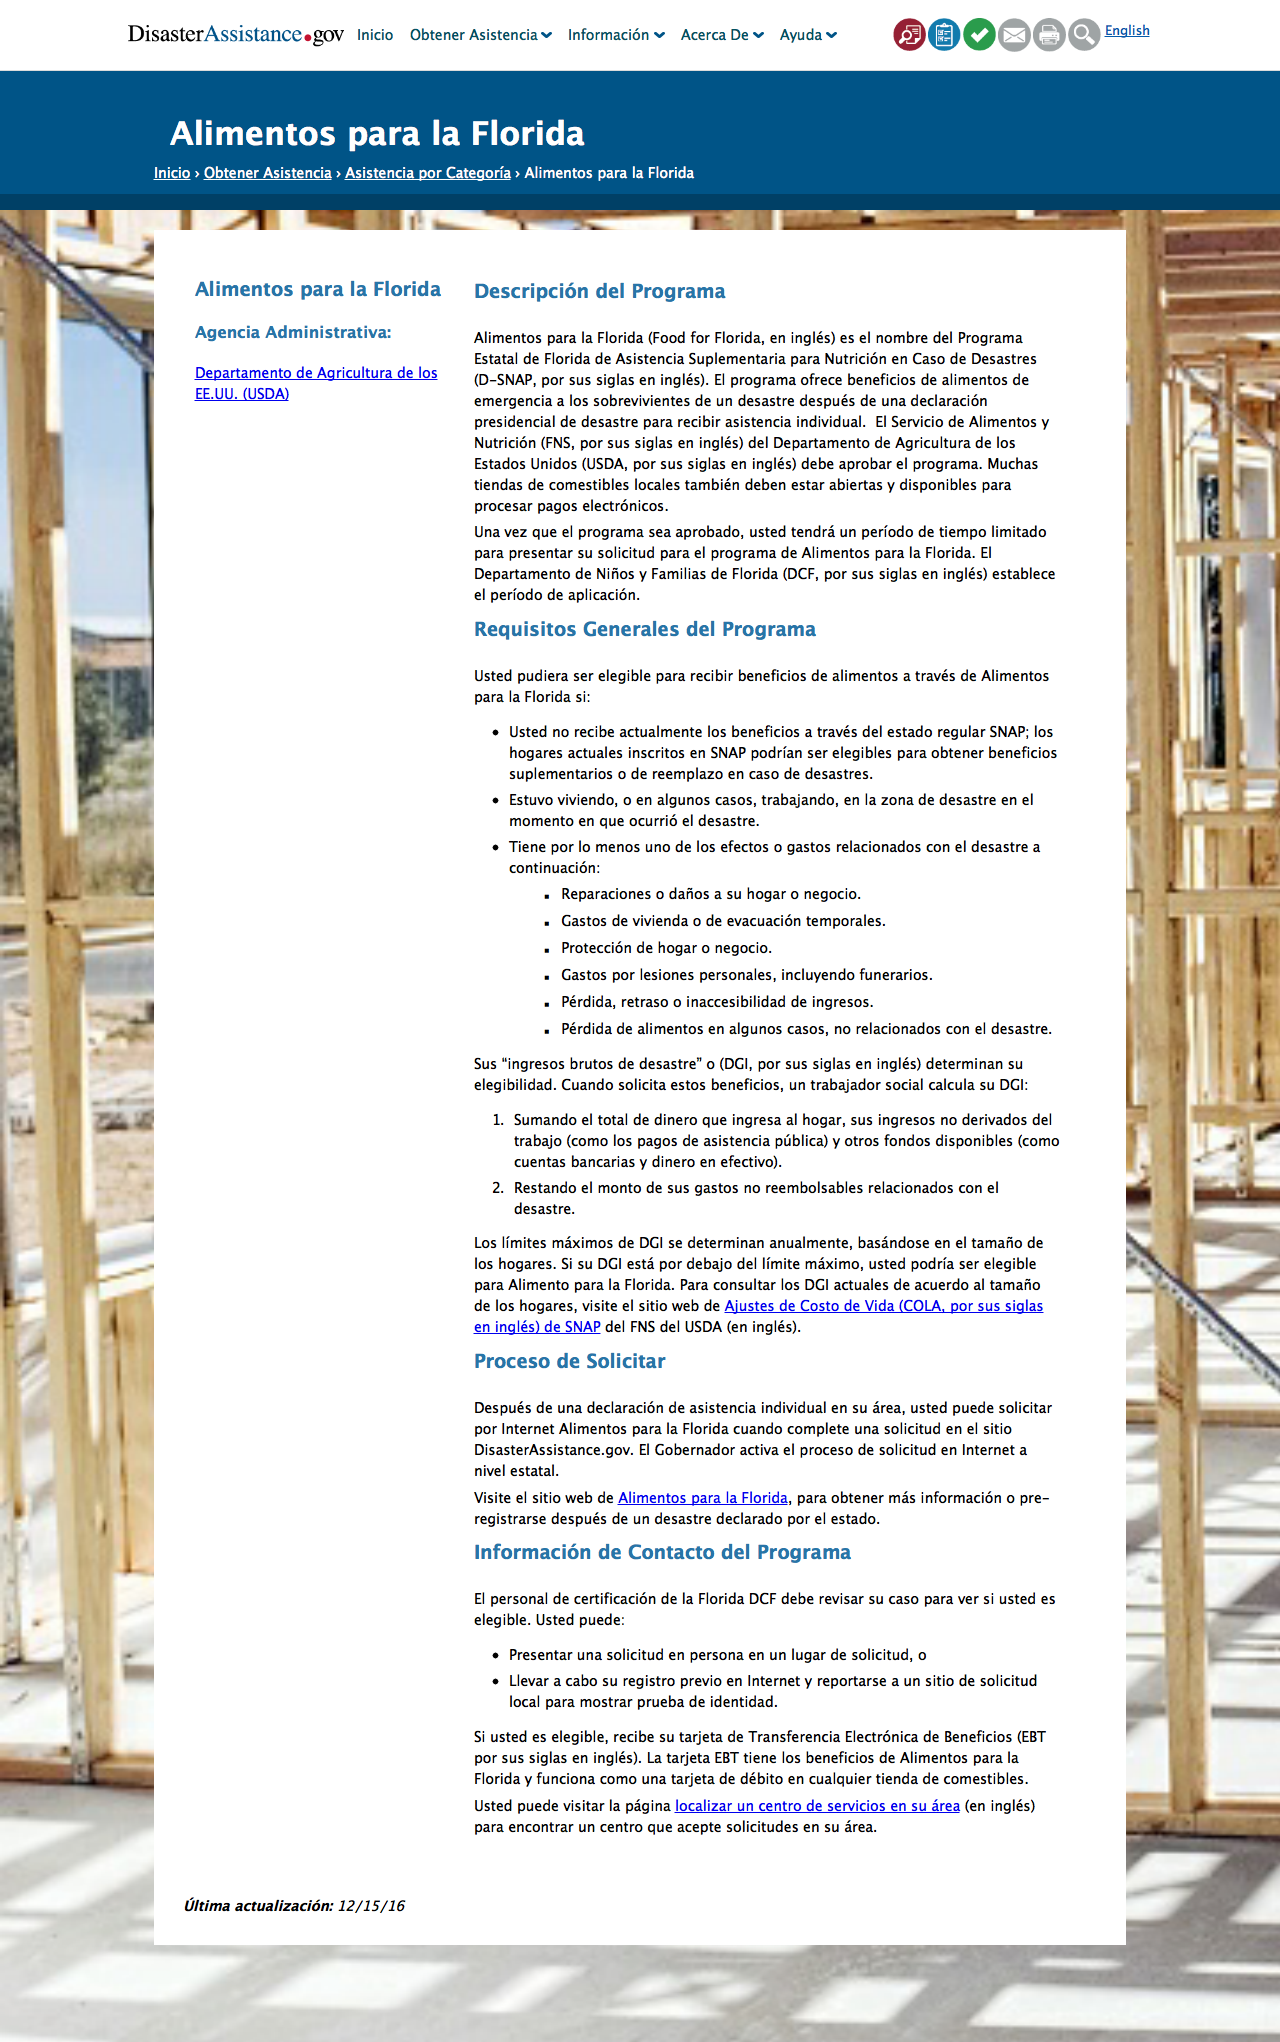 DisasterAssistance.gov Inicio Obtener Asistencia Información Acerca De Ayuda English
Alimentos para la Florida
Inicio › Obtener Asistencia › Asistencia por Categoría › Alimentos para la Florida
Alimentos para la Florida
Agencia Administrativa:
Departamento de Agricultura de los
EE.UU. (USDA)
Descripción del Programa
Alimentos para la Florida (Food for Florida, en inglés) es el nombre del Programa
Estatal de Florida de Asistencia Suplementaria para Nutrición en Caso de Desastres
(D-SNAP, por sus siglas en inglés). El programa ofrece beneficios de alimentos de
emergencia a los sobrevivientes de un desastre después de una declaración
presidencial de desastre para recibir asistencia individual.  El Servicio de Alimentos y
Nutrición (FNS, por sus siglas en inglés) del Departamento de Agricultura de los
Estados Unidos (USDA, por sus siglas en inglés) debe aprobar el programa. Muchas
tiendas de comestibles locales también deben estar abiertas y disponibles para
procesar pagos electrónicos.
Una vez que el programa sea aprobado, usted tendrá un período de tiempo limitado
para presentar su solicitud para el programa de Alimentos para la Florida. El
Departamento de Niños y Familias de Florida (DCF, por sus siglas en inglés) establece
el período de aplicación.
Requisitos Generales del Programa
Usted pudiera ser elegible para recibir beneficios de alimentos a través de Alimentos
para la Florida si:
• Usted no recibe actualmente los beneficios a través del estado regular SNAP; los
hogares actuales inscritos en SNAP podrían ser elegibles para obtener beneficios
suplementarios o de reemplazo en caso de desastres.
• Estuvo viviendo, o en algunos casos, trabajando, en la zona de desastre en el
momento en que ocurrió el desastre.
• Tiene por lo menos uno de los efectos o gastos relacionados con el desastre a
continuación:
▪ Reparaciones o daños a su hogar o negocio.
▪ Gastos de vivienda o de evacuación temporales.
▪ Protección de hogar o negocio.
▪ Gastos por lesiones personales, incluyendo funerarios.
▪ Pérdida, retraso o inaccesibilidad de ingresos.
▪ Pérdida de alimentos en algunos casos, no relacionados con el desastre.
Sus “ingresos brutos de desastre” o (DGI, por sus siglas en inglés) determinan su
elegibilidad. Cuando solicita estos beneficios, un trabajador social calcula su DGI:
1. Sumando el total de dinero que ingresa al hogar, sus ingresos no derivados del
trabajo (como los pagos de asistencia pública) y otros fondos disponibles (como
cuentas bancarias y dinero en efectivo).
2. Restando el monto de sus gastos no reembolsables relacionados con el
desastre.
Los límites máximos de DGI se determinan anualmente, basándose en el tamaño de
los hogares. Si su DGI está por debajo del límite máximo, usted podría ser elegible
para Alimento para la Florida. Para consultar los DGI actuales de acuerdo al tamaño
de los hogares, visite el sitio web de Ajustes de Costo de Vida (COLA, por sus siglas
en inglés) de SNAP del FNS del USDA (en inglés).
Proceso de Solicitar
Después de una declaración de asistencia individual en su área, usted puede solicitar
por Internet Alimentos para la Florida cuando complete una solicitud en el sitio
DisasterAssistance.gov. El Gobernador activa el proceso de solicitud en Internet a
nivel estatal.
Visite el sitio web de Alimentos para la Florida, para obtener más información o pre-
registrarse después de un desastre declarado por el estado.
Información de Contacto del Programa
El personal de certificación de la Florida DCF debe revisar su caso para ver si usted es
elegible. Usted puede:
• Presentar una solicitud en persona en un lugar de solicitud, o
• Llevar a cabo su registro previo en Internet y reportarse a un sitio de solicitud
local para mostrar prueba de identidad.
Si usted es elegible, recibe su tarjeta de Transferencia Electrónica de Beneficios (EBT
por sus siglas en inglés). La tarjeta EBT tiene los beneficios de Alimentos para la
Florida y funciona como una tarjeta de débito en cualquier tienda de comestibles.
Usted puede visitar la página localizar un centro de servicios en su área (en inglés)
para encontrar un centro que acepte solicitudes en su área.
Última actualización: 12/15/16